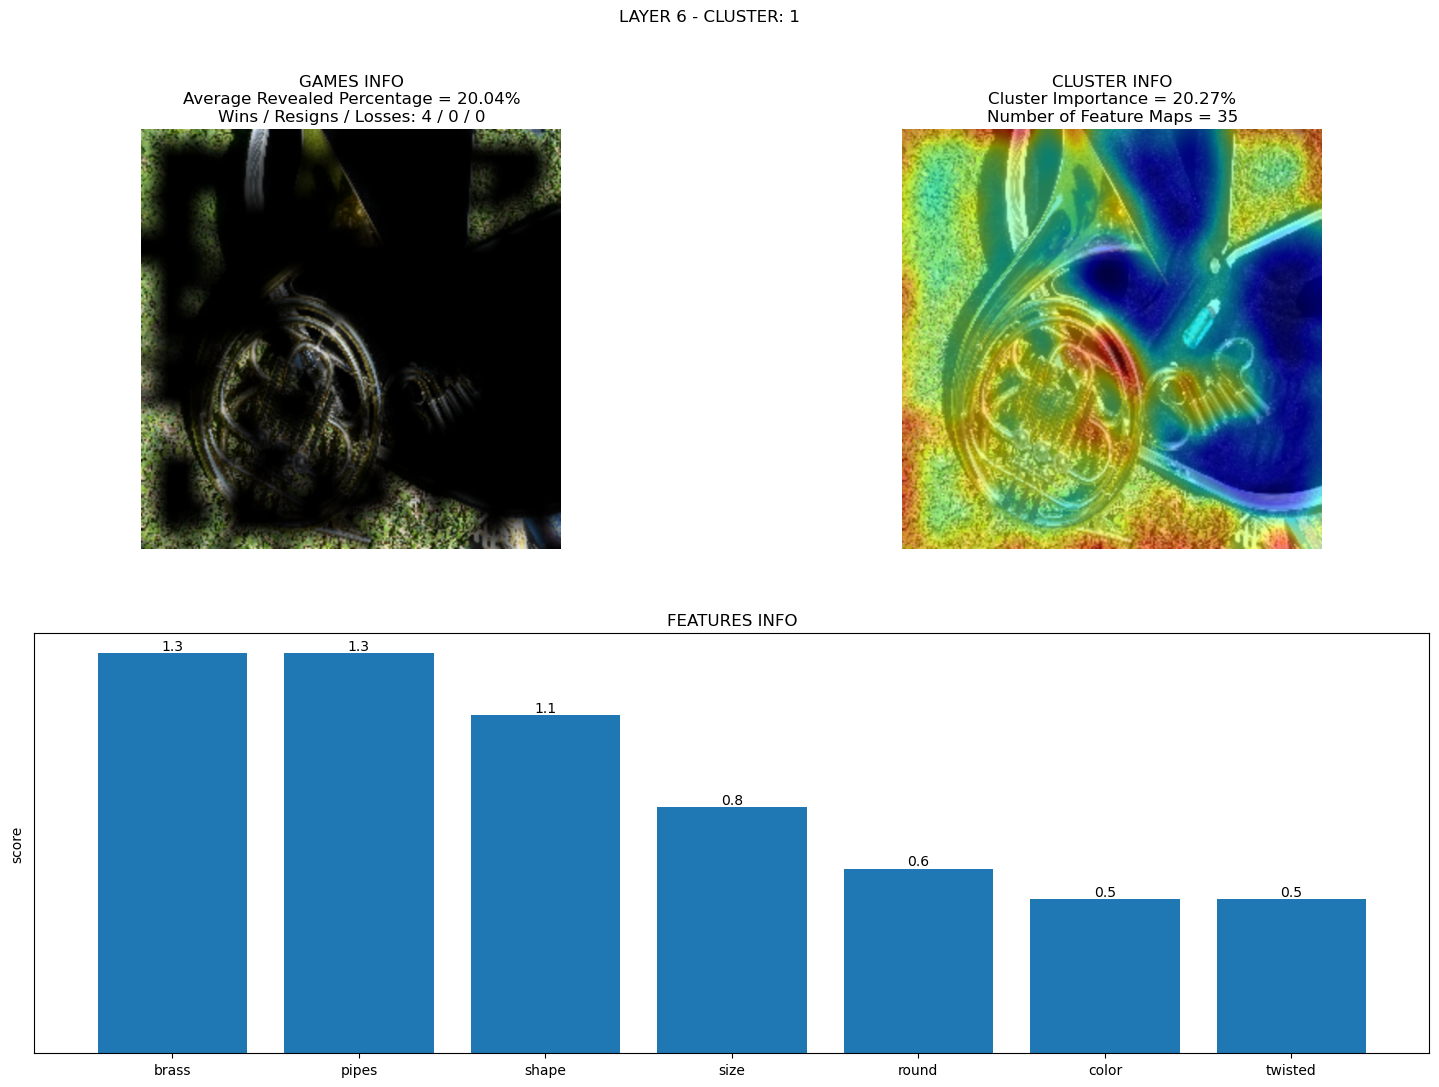 LAYER 6 - CLUSTER: 1
GAMES INFO
Average Revealed Percentage = 20.04%
Wins / Resigns / Losses: 4 / 0 / 0
CLUSTER INFO
Cluster Importance = 20.27%
Number of Feature Maps = 35
FEATURES INFO
score
1.3
1.3
1.1
0.8
0.6
0.5
0.5
brass
pipes
shape
size
round
color
twisted